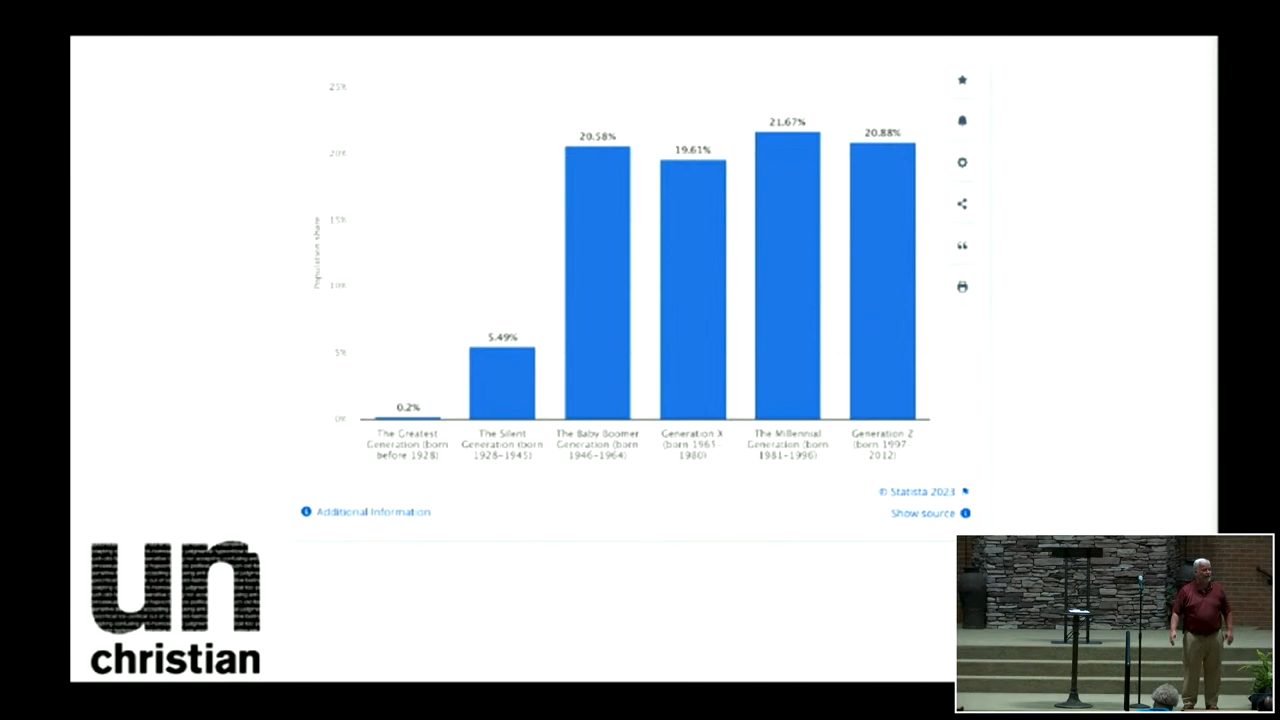 25%
20%
15%
10%
5%
0%
Population share
0.2%
5.49%
20.58%
19.61%
21.67%
20.88%
The Greatest
Generation (born
before 1928)
The Silent
Generation (born
1928–1945)
The Baby Boomer
Generation (born
1946–1964)
Generation X
(born 1965
1980)
The Millennial
Generation (born
1981–1996)
Generation Z
(born 1997
2012)
© Statista 2023
Additional Information
Show source
un
christian